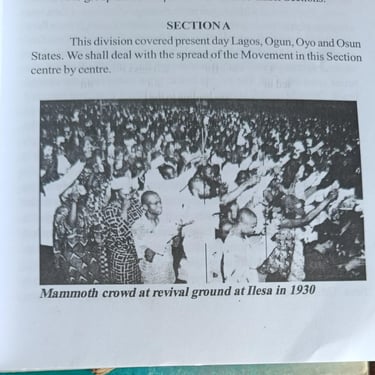 SECTION A
This division covered present day Lagos, Ogun, Oyo and Osun
States. We shall deal with the spread of the Movement in this Section
centre by centre.
Mammoth crowd at revival ground at Ilesa in 1930